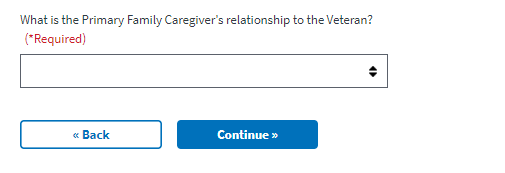 What is the Primary Family Caregiver's relationship to the Veteran?
(*Required)
« Back
Continue »